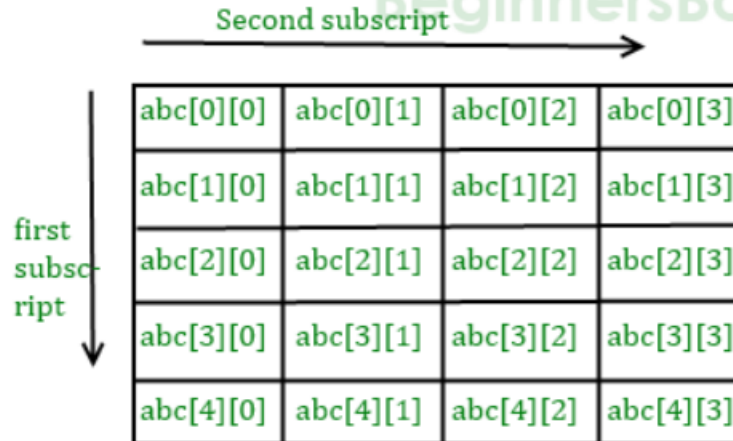 BeginnersBo
Second subscript
abc[0][0] abc[0][1] abc[0][2] abc[0][3]
abc[1][0] abc[1][1] abc[1][2] abc[1][3]
first
subsc-
ript
abc[2][0] abc[2][1] abc[2][2] abc[2][3]
abc[3][0] abc[3][1] abc[3][2] abc[3][3]
abc[4][0] abc[4][1] abc[4][2] abc[4][3]